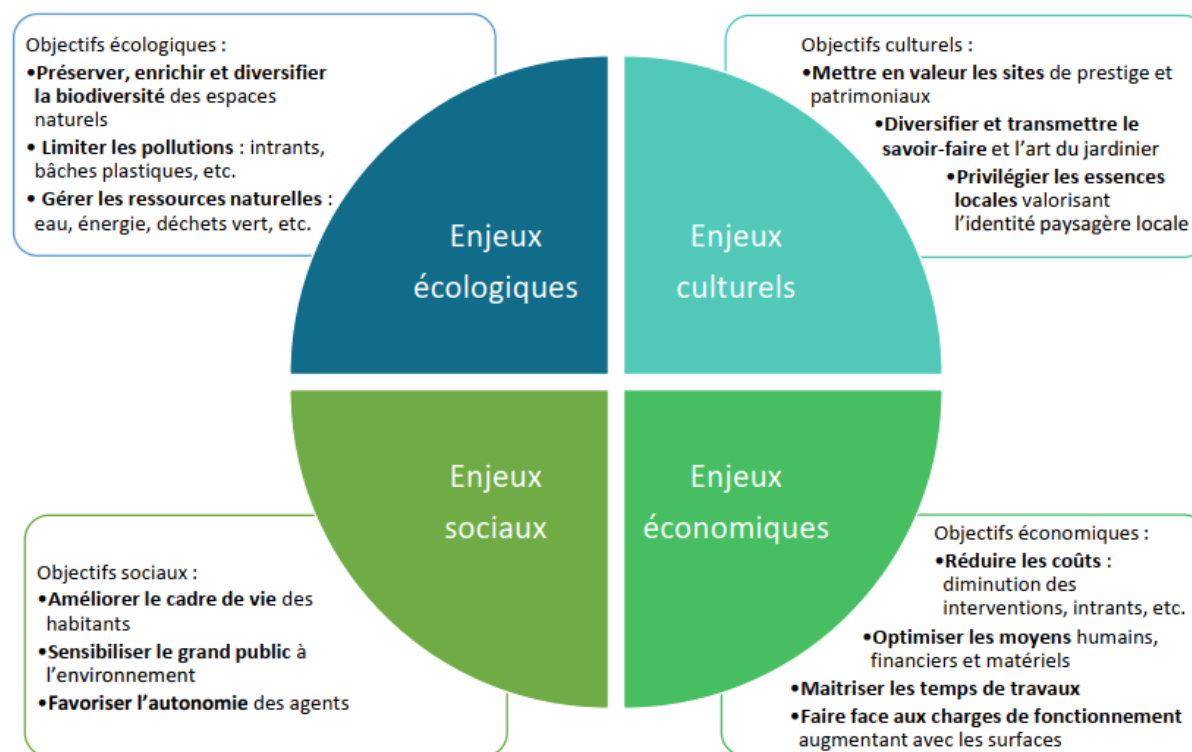 Objectifs écologiques :
•Préserver, enrichir et diversifier
la biodiversité des espaces
naturels
• Limiter les pollutions : intrants,
bâches plastiques, etc.
• Gérer les ressources naturelles :
eau, énergie, déchets vert, etc.
Objectifs culturels :
•Mettre en valeur les sites de prestige et
patrimoniaux
•Diversifier et transmettre le
savoir-faire et l’art du jardinier
•Privilégier les essences
locales valorisant
l’identité paysagère locale
Enjeux
écologiques
Enjeux
culturels
Enjeux
sociaux
Enjeux
économiques
Objectifs sociaux :
•Améliorer le cadre de vie des
habitants
•Sensibiliser le grand public à
l’environnement
•Favoriser l’autonomie des agents
Objectifs économiques :
•Réduire les coûts :
diminution des
interventions, intrants, etc.
•Optimiser les moyens humains,
financiers et matériels
•Maitriser les temps de travaux
•Faire face aux charges de fonctionnement
augmentant avec les surfaces